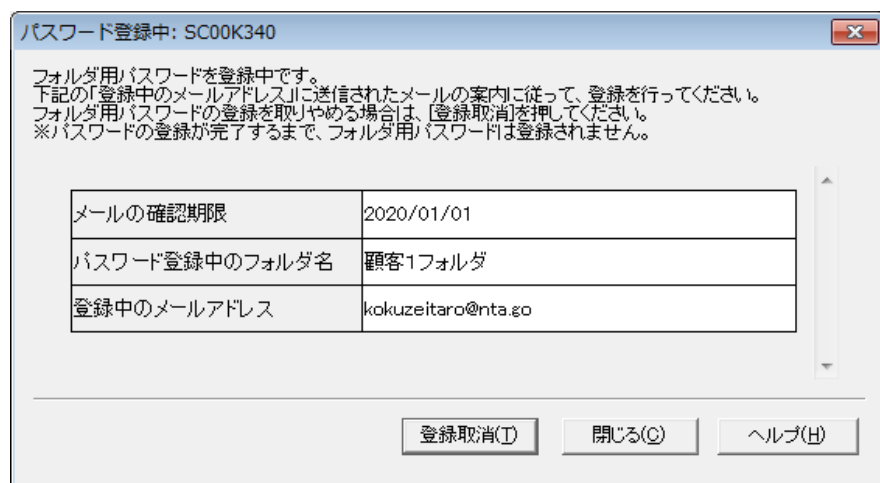 パスワード登録中: SC00K340
フォルダ用パスワードを登録中です。
下記の「登録中のメールアドレス」に送信されたメールの案内に従って、登録を行ってください。
フォルダ用パスワードの登録を取りやめる場合は、[登録取消]を押してください。
※パスワードの登録が完了するまで、フォルダ用パスワードは登録されません。
メールの確認期限 2020/01/01
パスワード登録中のフォルダ名 顧客1フォルダ
登録中のメールアドレス kokuzeitaro@nta.go
登録取消(T) 閉じる(C) ヘルプ(H)